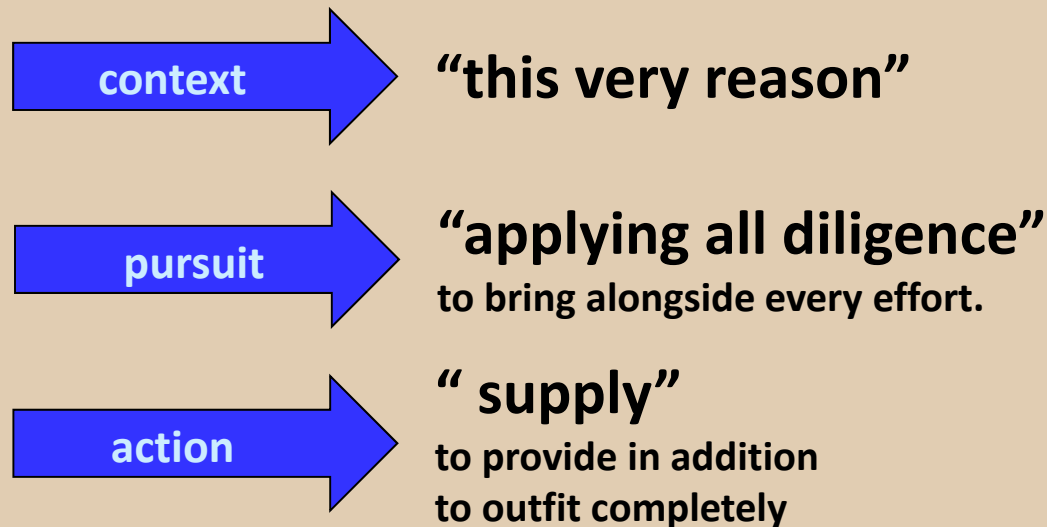 context
“this very reason”
pursuit
“applying all diligence”
to bring alongside every effort.
action
“ supply”
to provide in addition
to outfit completely